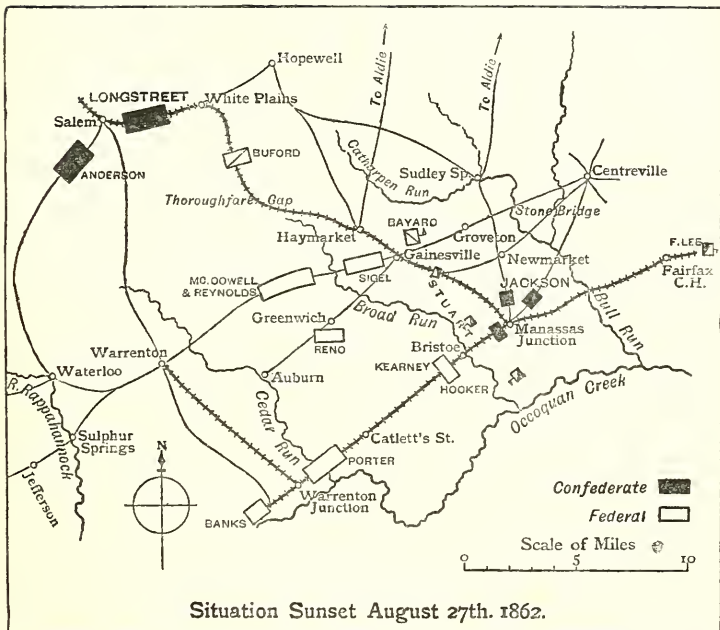 Hopewell
To Aldie
To Aldie
LONGSTREET
White Plains
Salem
BUFORD
ANDERSON
Catharpen Run
Sudley Sp.
Centreville
Thoroughfare Gap
BAYARD
Stone Bridge
Haymarket
Groveton
F. LEE
Gainesville
Newmarket
Fairfax
C.H.
MC. DOWELL
& REYNOLDS
SIGEL
STUART
JACKSON
Greenwich
Broad Run
Bull Run
Manassas
Junction
RENO
Bristoe
Warrenton
KEARNEY
Waterloo
Auburn
HOOKER
R. Rappahannock
Cedar Run
Occoquan Creek
Sulphur
Springs
Catlett's St.
N
PORTER
Jefferson
Warrenton
Junction
Confederate
Federal
BANKS
Scale of Miles
0 5 10
Situation Sunset August 27th. 1862.